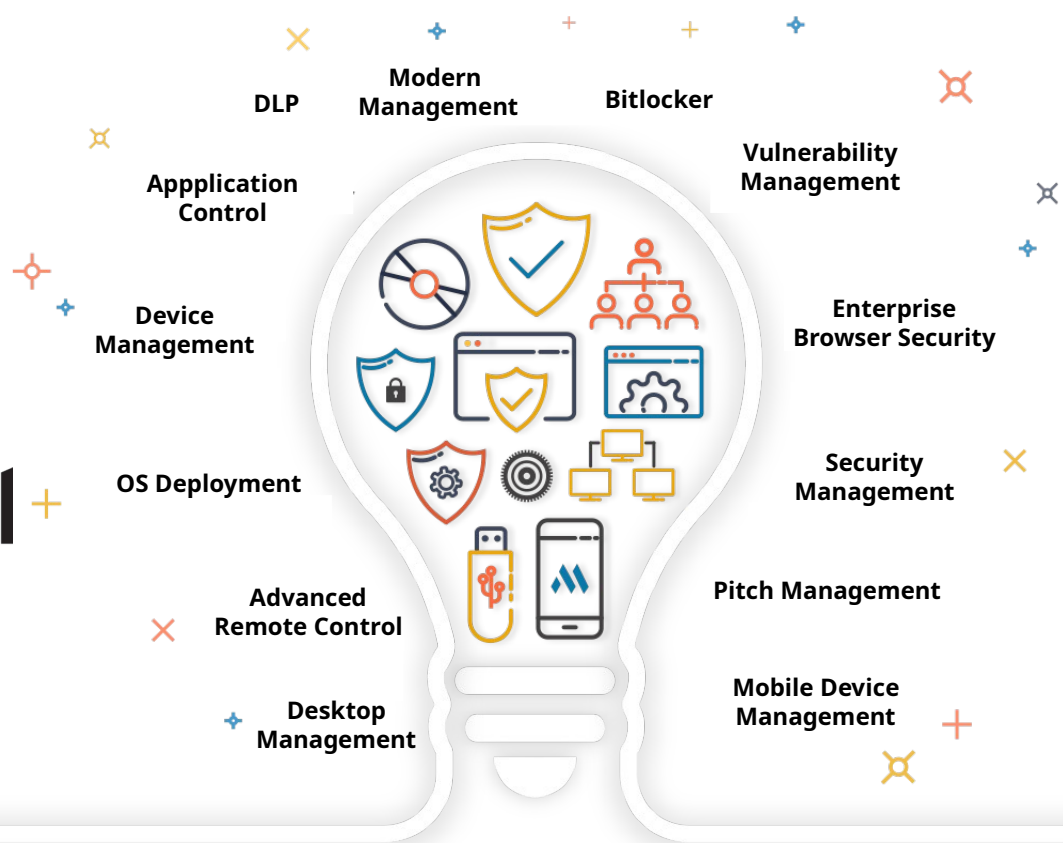 DLP
Modern
Management
Bitlocker
Vulnerability
Management
Appplication
Control
Device
Management
Enterprise
Browser Security
OS Deployment
Security
Management
Advanced
Remote Control
Pitch Management
Desktop
Management
Mobile Device
Management